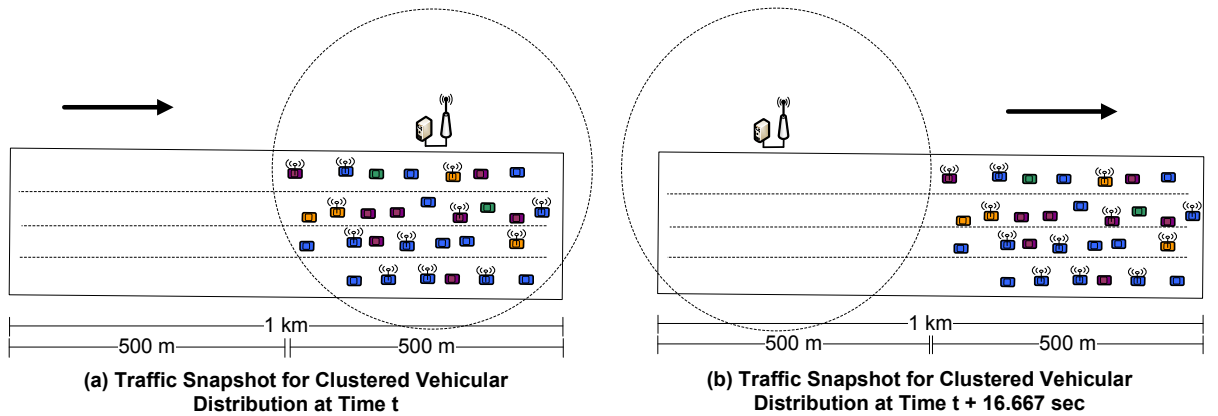 1 km
500 m
500 m
(a) Traffic Snapshot for Clustered Vehicular
Distribution at Time t
1 km
500 m
500 m
(b) Traffic Snapshot for Clustered Vehicular
Distribution at Time t + 16.667 sec